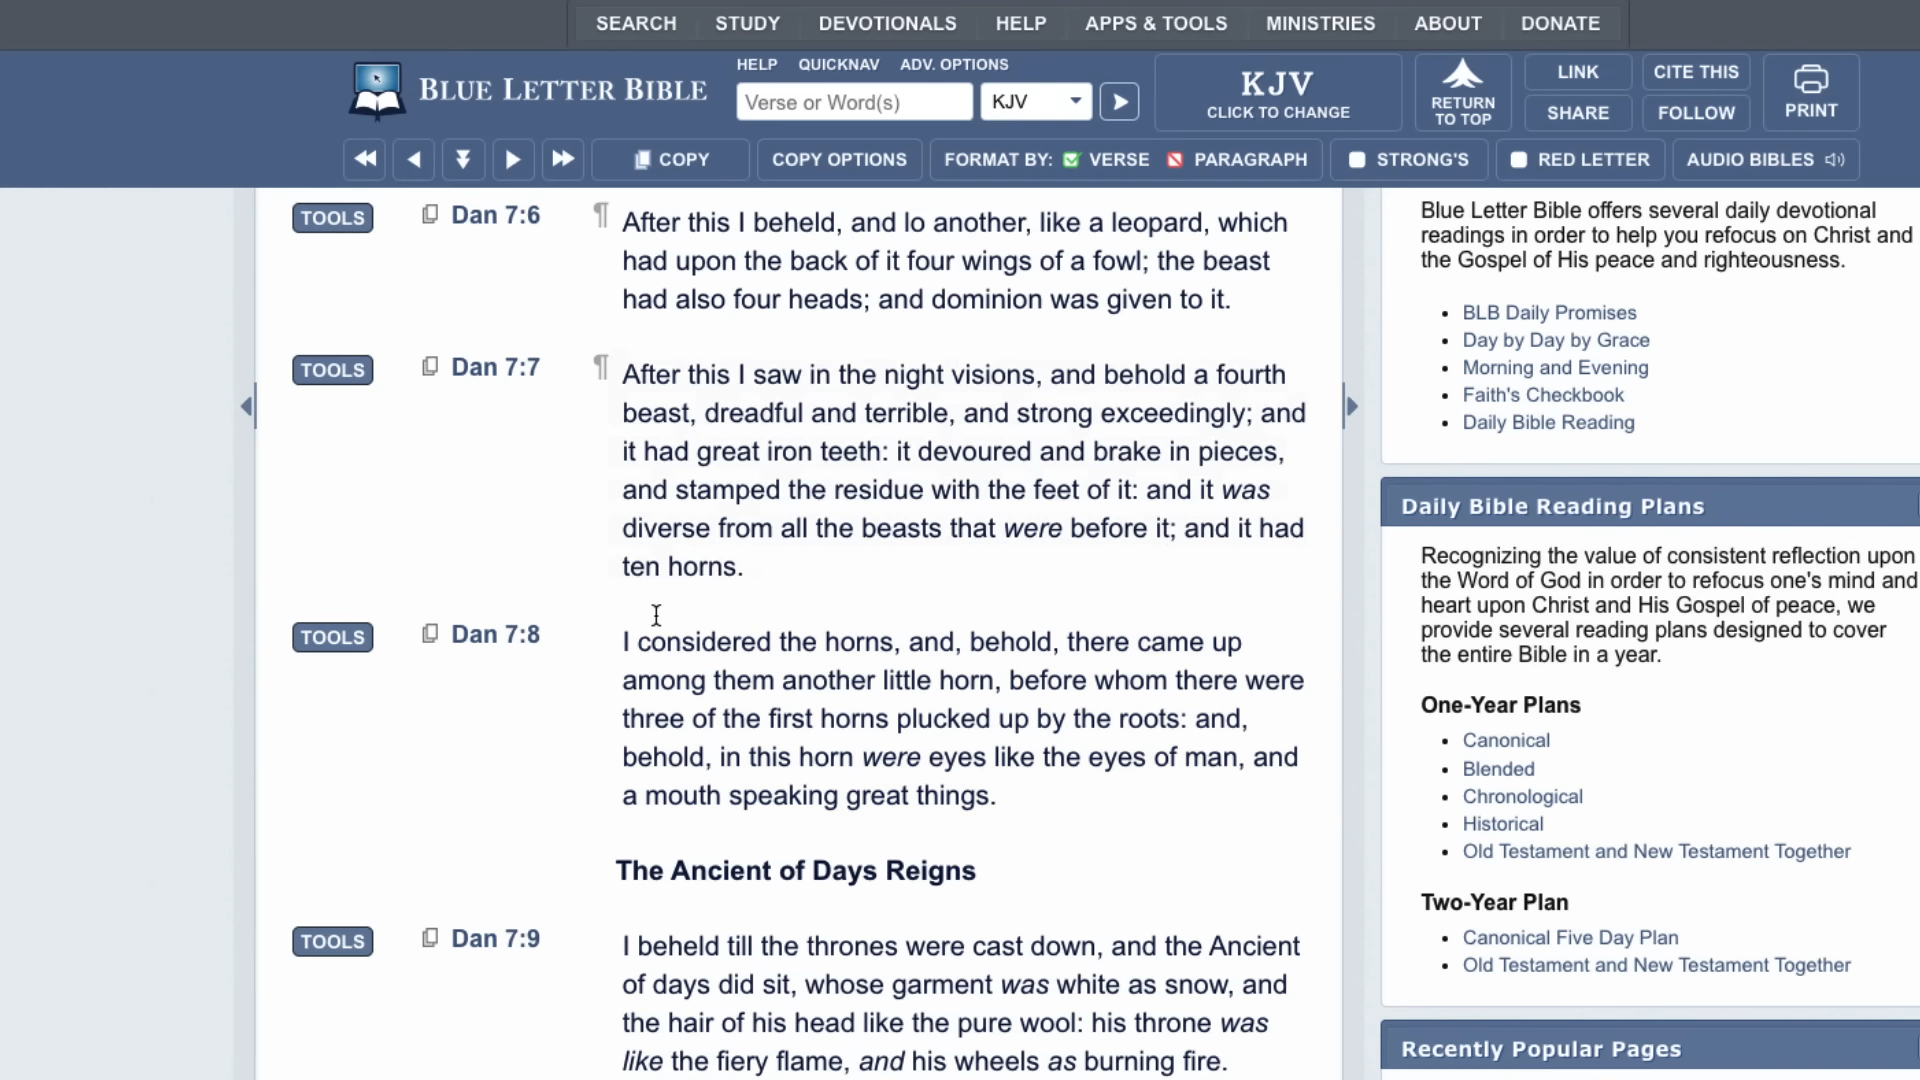 SEARCH STUDY DEVOTIONALS HELP APPS & TOOLS MINISTRIES ABOUT DONATE
BLUE LETTER BIBLE
HELP QUICKNAV ADV. OPTIONS
Verse or Word(s) KJV
KJV
CLICK TO CHANGE
RETURN
TO TOP
LINK
CITE THIS
SHARE
FOLLOW
PRINT
COPY COPY OPTIONS FORMAT BY: VERSE PARAGRAPH STRONG'S RED LETTER AUDIO BIBLES
TOOLS Dan 7:6 ¶ After this I beheld, and lo another, like a leopard, which
had upon the back of it four wings of a fowl; the beast
had also four heads; and dominion was given to it.
TOOLS Dan 7:7 ¶ After this I saw in the night visions, and behold a fourth
beast, dreadful and terrible, and strong exceedingly; and
it had great iron teeth: it devoured and brake in pieces,
and stamped the residue with the feet of it: and it was
diverse from all the beasts that were before it; and it had
ten horns.
TOOLS Dan 7:8 I considered the horns, and, behold, there came up
among them another little horn, before whom there were
three of the first horns plucked up by the roots: and,
behold, in this horn were eyes like the eyes of man, and
a mouth speaking great things.
The Ancient of Days Reigns
TOOLS Dan 7:9 I beheld till the thrones were cast down, and the Ancient
of days did sit, whose garment was white as snow, and
the hair of his head like the pure wool: his throne was
like the fiery flame, and his wheels as burning fire.
Blue Letter Bible offers several daily devotional
readings in order to help you refocus on Christ and
the Gospel of His peace and righteousness.
• BLB Daily Promises
• Day by Day by Grace
• Morning and Evening
• Faith's Checkbook
• Daily Bible Reading
Daily Bible Reading Plans
Recognizing the value of consistent reflection upon
the Word of God in order to refocus one's mind and
heart upon Christ and His Gospel of peace, we
provide several reading plans designed to cover
the entire Bible in a year.
One-Year Plans
• Canonical
• Blended
• Chronological
• Historical
• Old Testament and New Testament Together
Two-Year Plan
• Canonical Five Day Plan
• Old Testament and New Testament Together
Recently Popular Pages